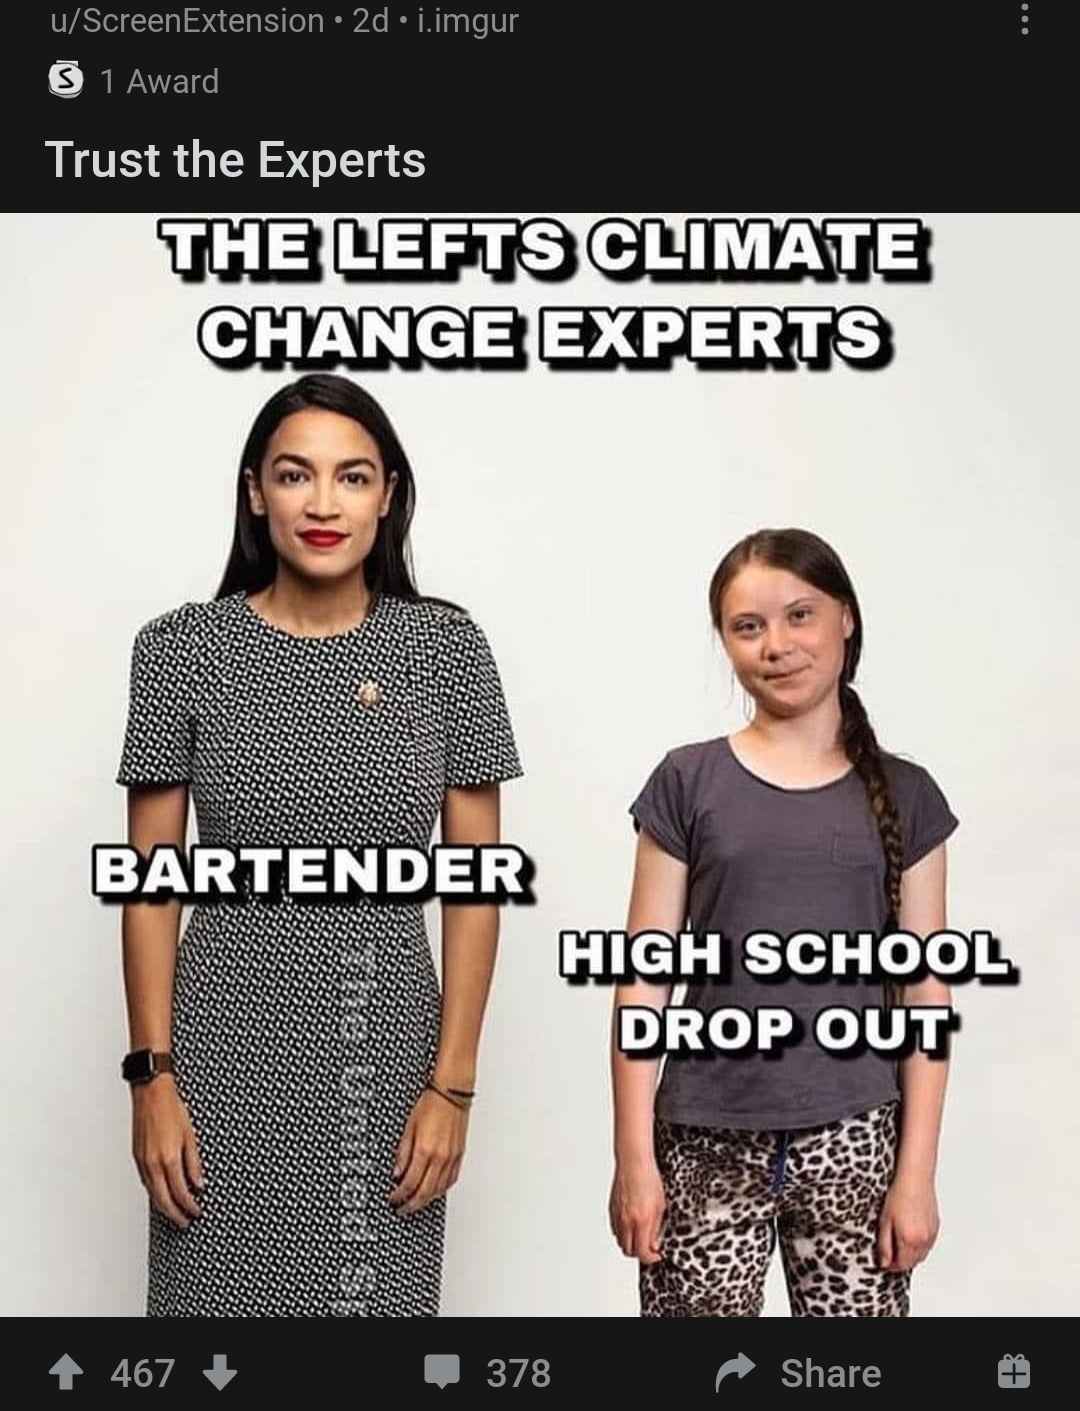 u/ScreenExtension • 2d • i.imgur
1 Award
Trust the Experts
THE LEFTS CLIMATE
CHANGE EXPERTS
BARTENDER
HIGH SCHOOL
DROP OUT
467
378
Share